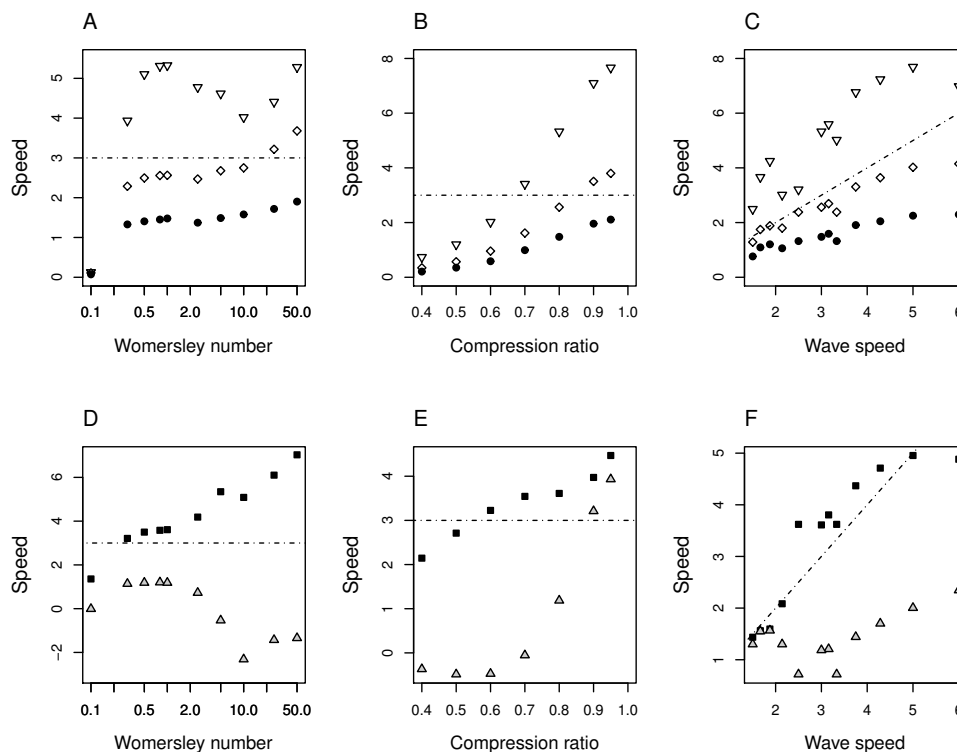 A
B
C
Speed
0 1 2 3 4 5
0.1 0.5 2.0 10.0 50.0
Womersley number
Speed
0 2 4 6 8
0.4 0.5 0.6 0.7 0.8 0.9 1.0
Compression ratio
Speed
0 2 4 6 8
2 3 4 5 6
Wave speed
D
E
F
Speed
-2 0 2 4 6
0.1 0.5 2.0 10.0 50.0
Womersley number
Speed
0 1 2 3 4
0.4 0.5 0.6 0.7 0.8 0.9 1.0
Compression ratio
Speed
1 2 3 4 5
2 3 4 5 6
Wave speed